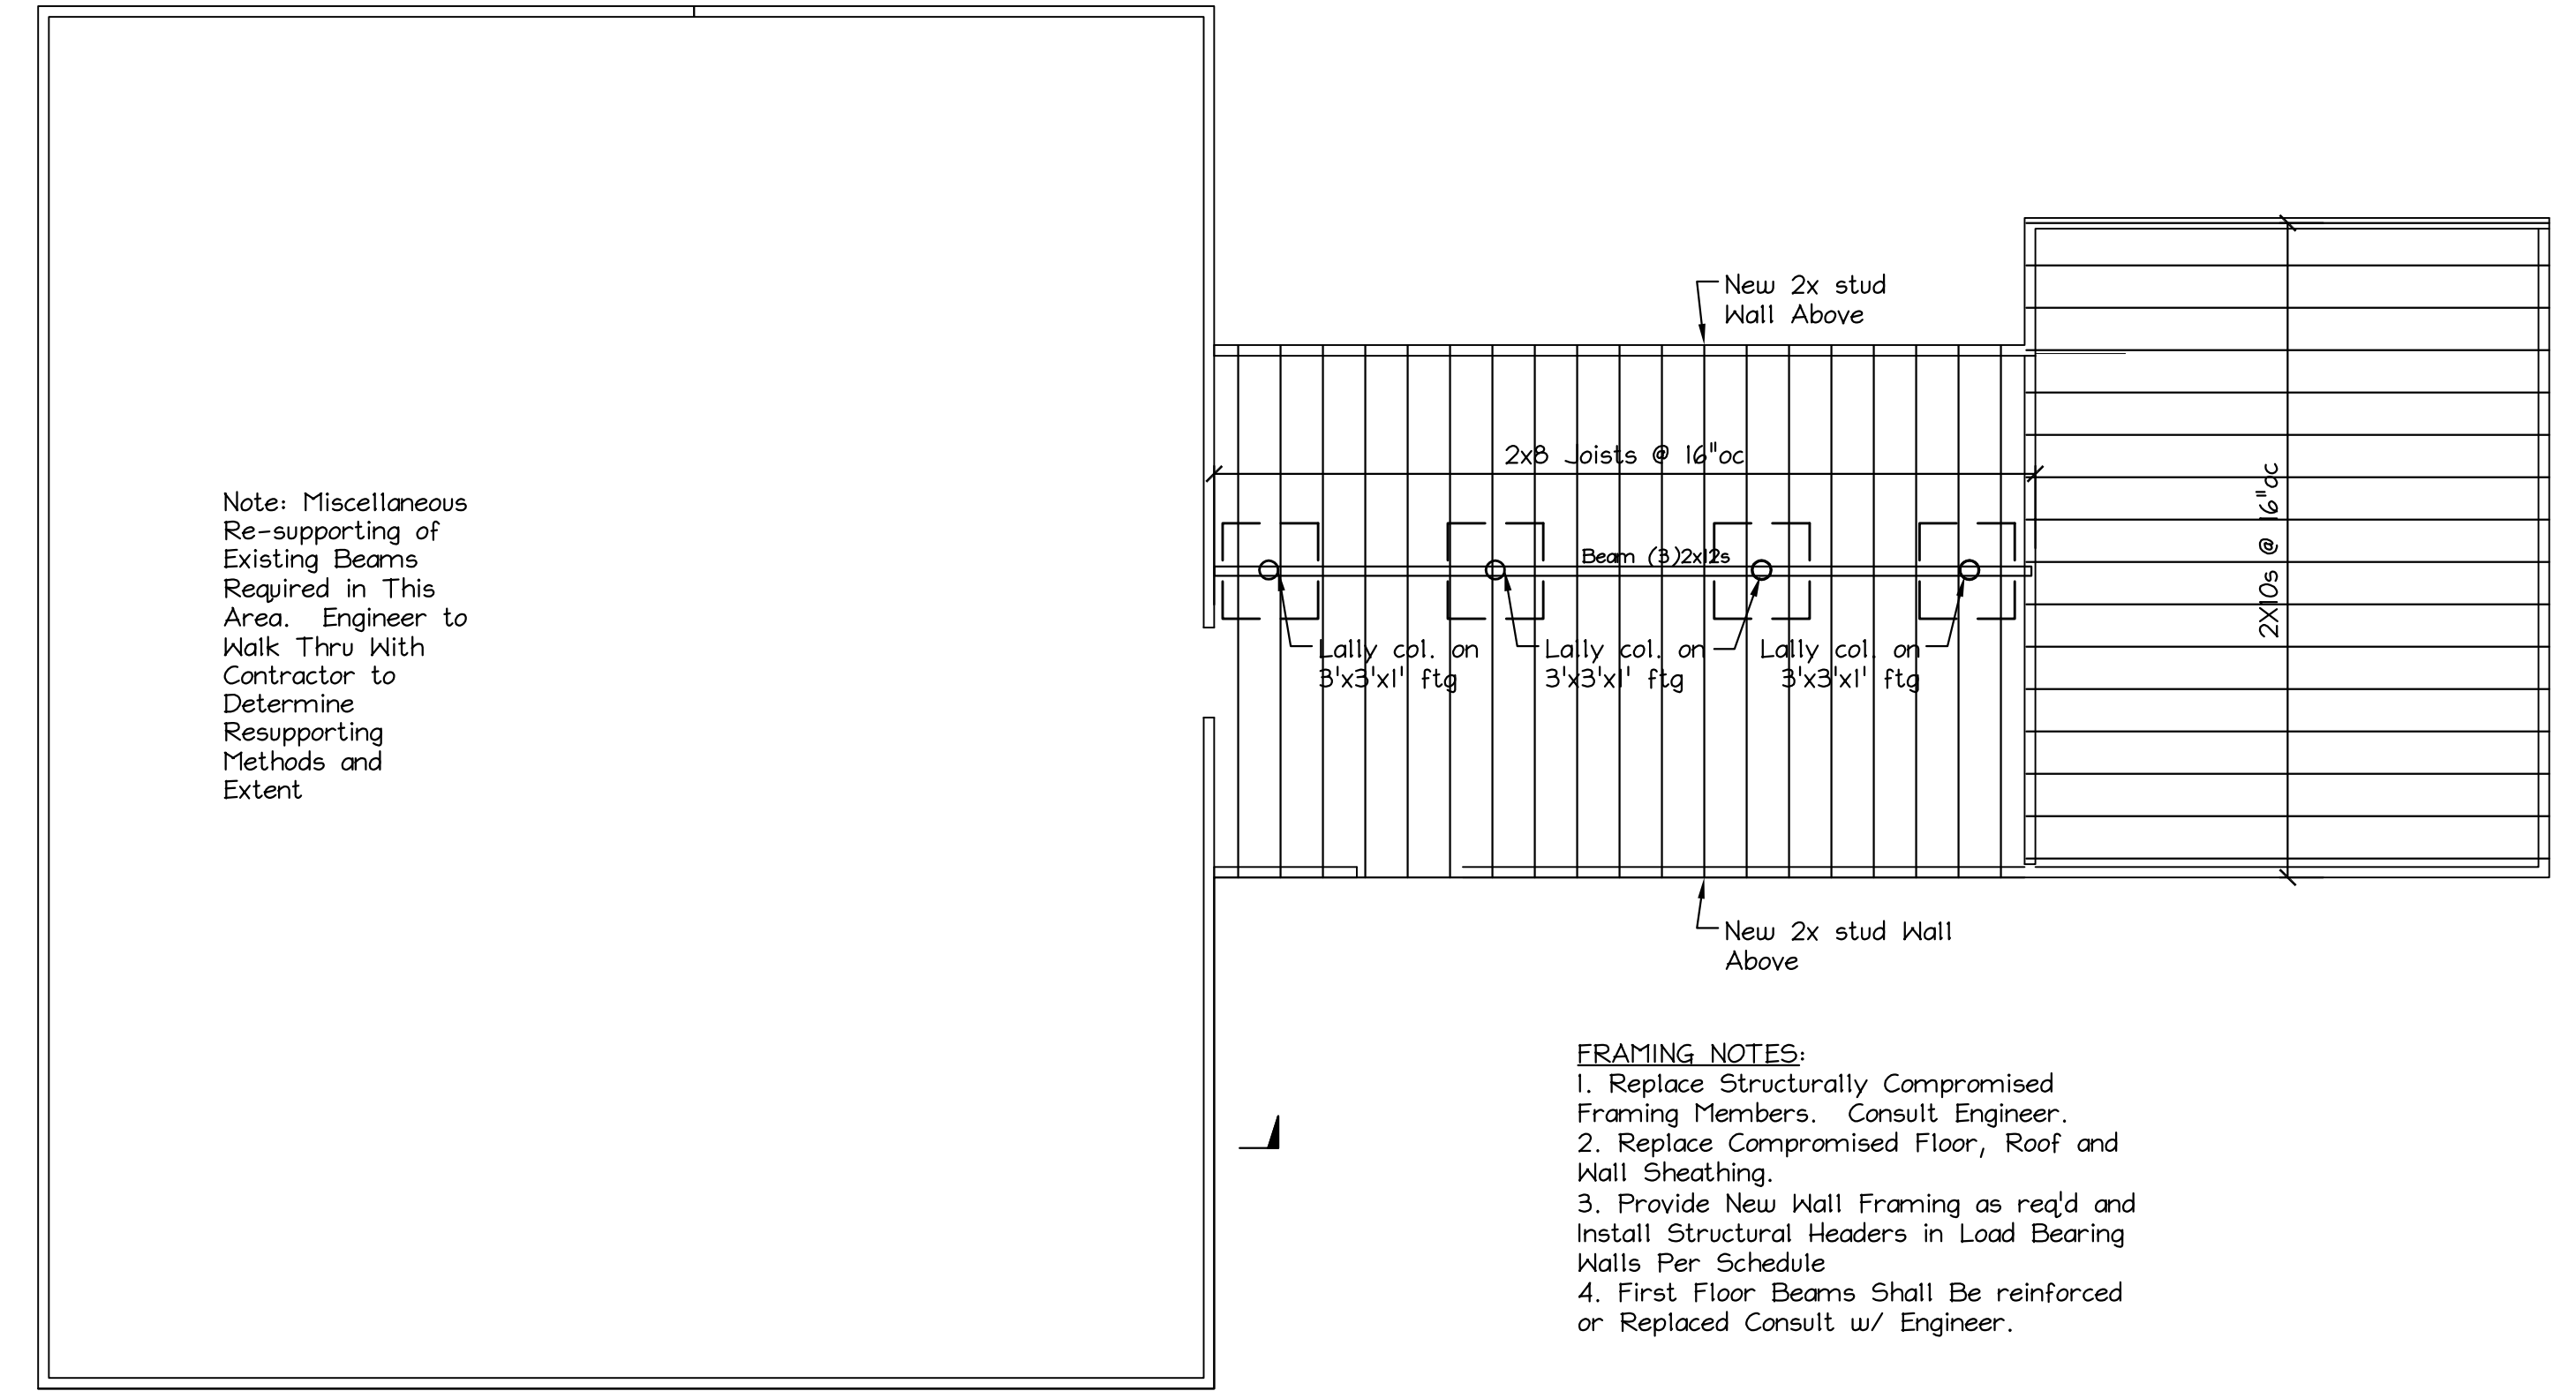 New 2x stud
Wall Above
2x8 Joists @ 16"oc
Note: Miscellaneous
Re-supporting of
Existing Beams
Required in This
Area. Engineer to
Walk Thru With
Contractor to
Determine
Resupporting
Methods and
Extent
Beam (3)2x12s
2X10s @ 16"oc
Lally col. on
3'x3'x1' ftg
Lally col. on
3'x3'x1' ftg
Lally col. on
3'x3'x1' ftg
New 2x stud Wall
Above
FRAMING NOTES:
1. Replace Structurally Compromised
Framing Members. Consult Engineer.
2. Replace Compromised Floor, Roof and
Wall Sheathing.
3. Provide New Wall Framing as req'd and
Install Structural Headers in Load Bearing
Walls Per Schedule
4. First Floor Beams Shall Be reinforced
or Replaced Consult w/ Engineer.